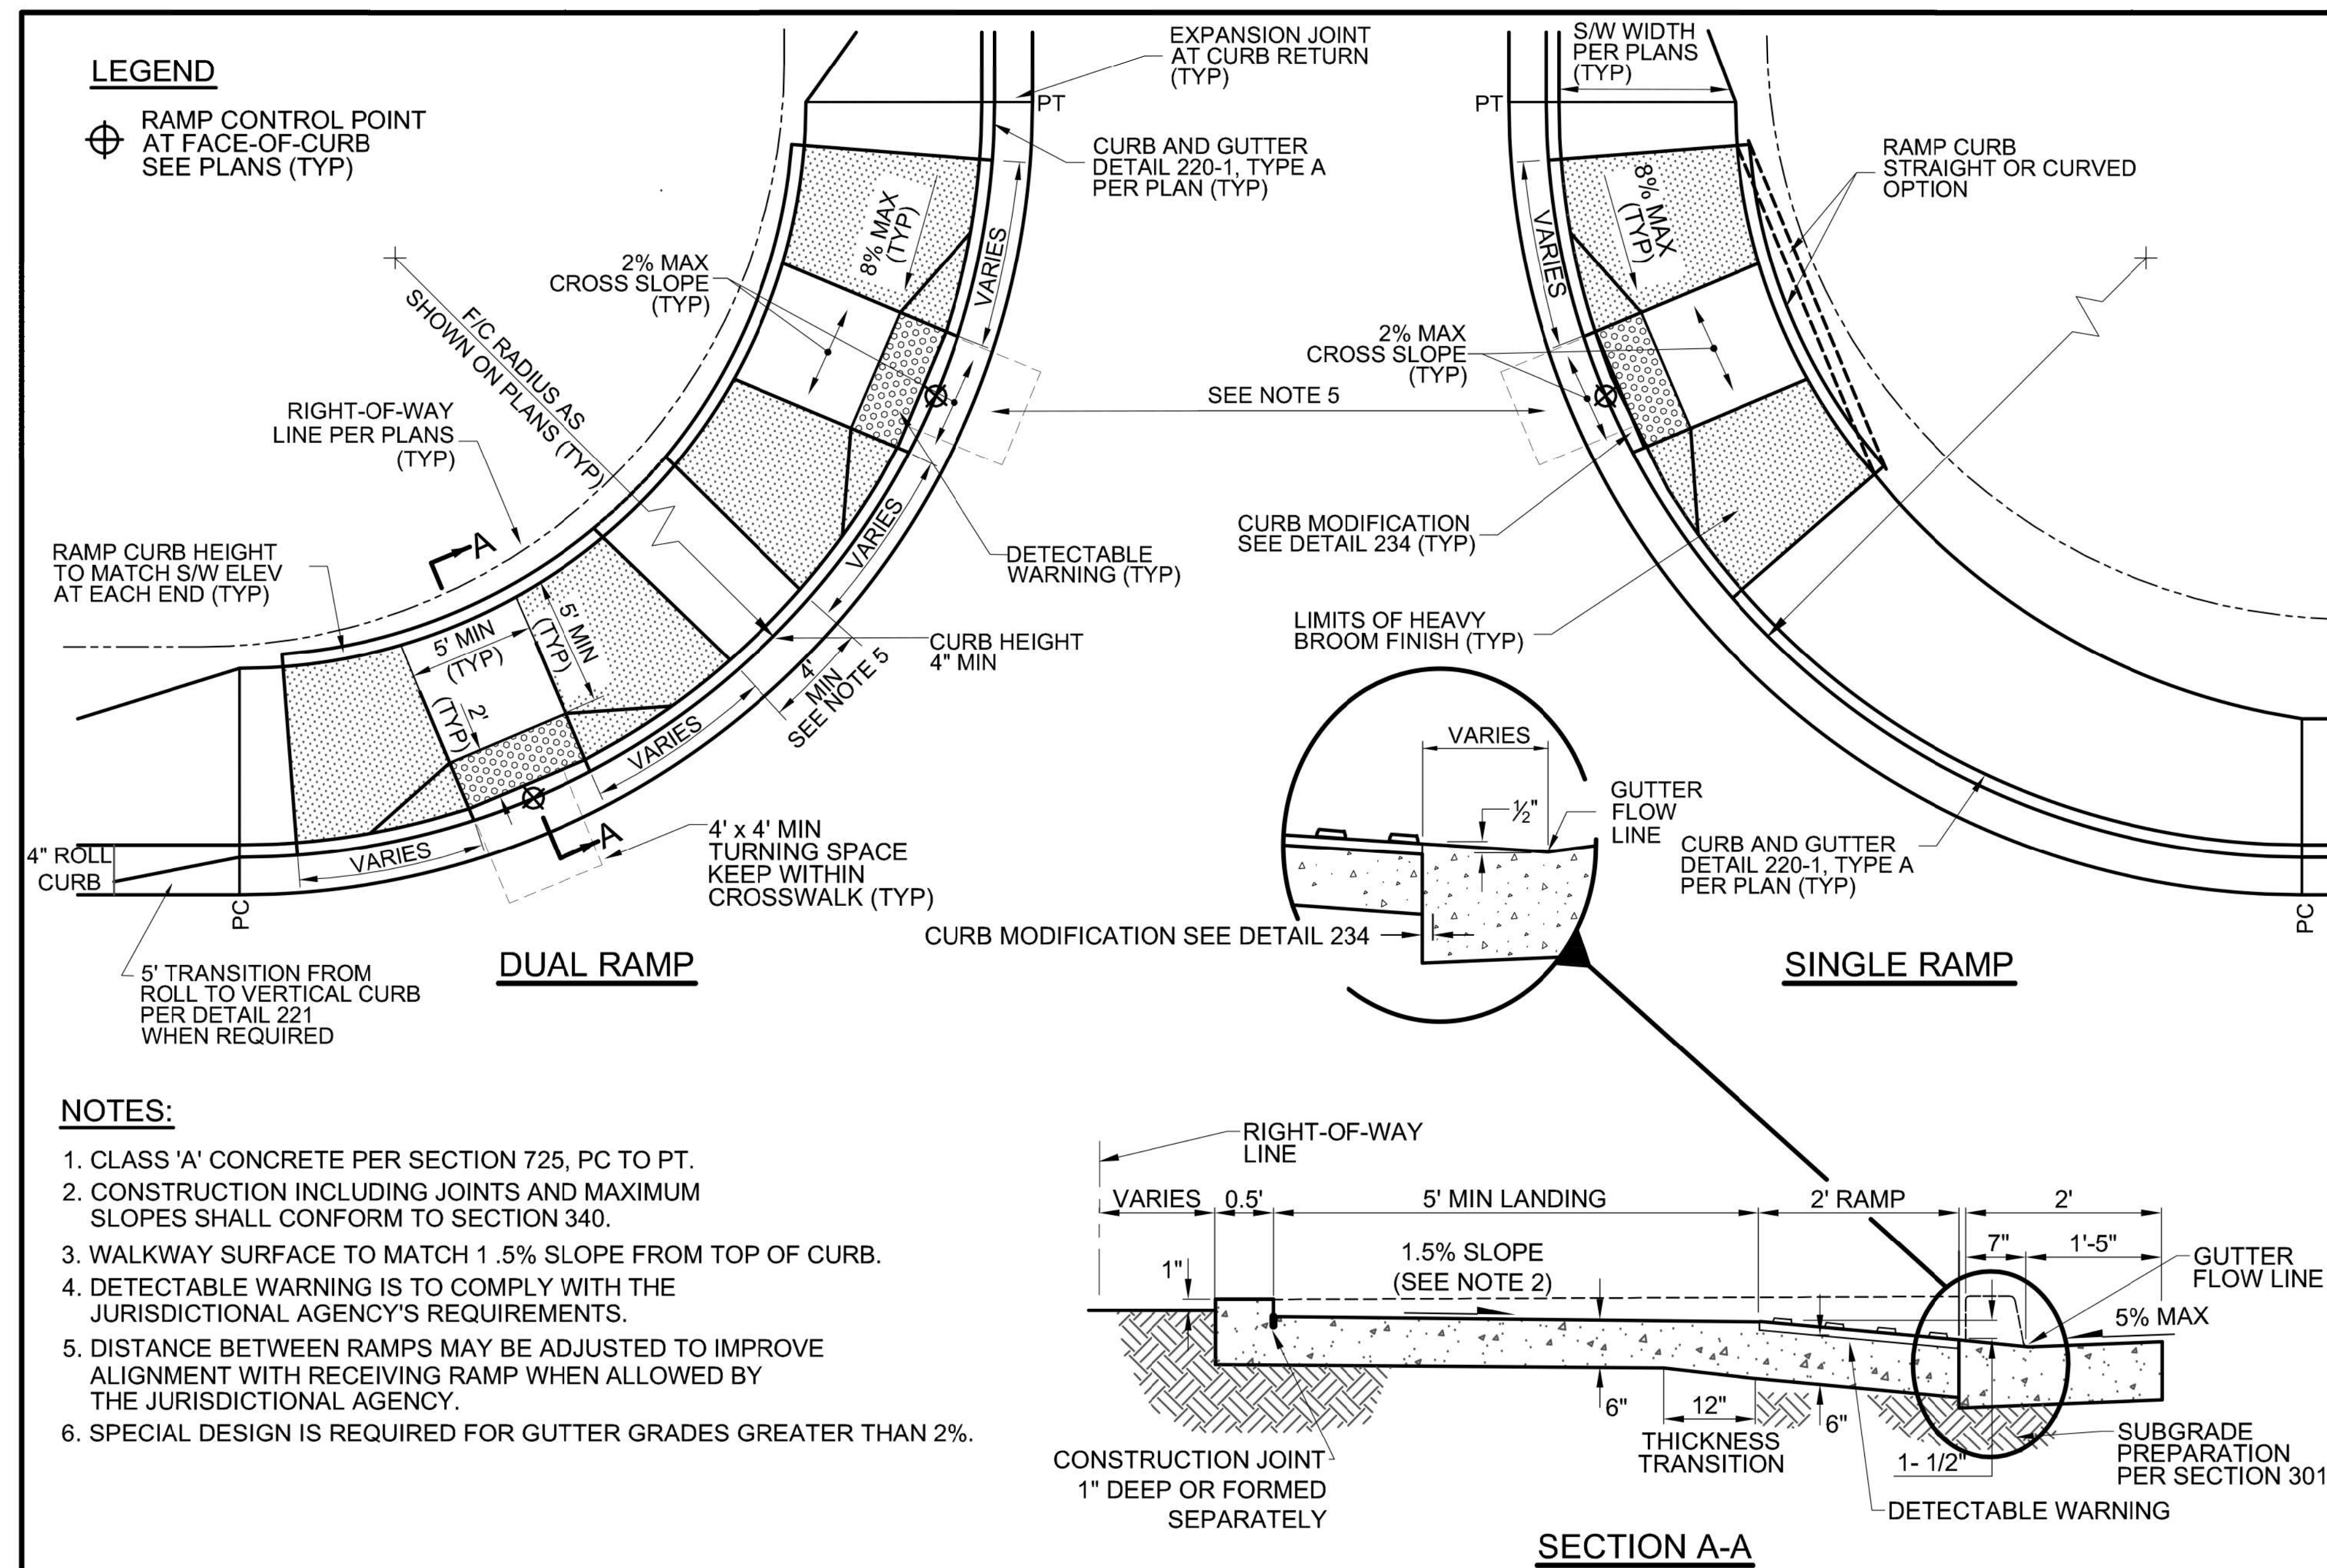 LEGEND
RAMP CONTROL POINT
AT FACE-OF-CURB
SEE PLANS (TYP)
EXPANSION JOINT
AT CURB RETURN
(TYP)
PT
CURB AND GUTTER
DETAIL 220-1, TYPE A
PER PLAN (TYP)
8% MAX
(TYP)
VARIES
2% MAX
CROSS SLOPE
(TYP)
F/C RADIUS AS
SHOWN ON PLANS (TYP)
RIGHT-OF-WAY
LINE PER PLANS
(TYP)
A
RAMP CURB HEIGHT
TO MATCH S/W ELEV
AT EACH END (TYP)
5' MIN
(TYP)
5' MIN
(TYP)
2'
(TYP)
VARIES
DETECTABLE
WARNING (TYP)
CURB HEIGHT
4" MIN
4'
MIN
SEE NOTE 5
VARIES
A
4' x 4' MIN
TURNING SPACE
KEEP WITHIN
CROSSWALK (TYP)
4" ROLL
CURB
VARIES
PC
5' TRANSITION FROM
ROLL TO VERTICAL CURB
PER DETAIL 221
WHEN REQUIRED
DUAL RAMP
S/W WIDTH
PER PLANS
(TYP)
PT
RAMP CURB
STRAIGHT OR CURVED
OPTION
8% MAX
(TYP)
VARIES
2% MAX
CROSS SLOPE
(TYP)
SEE NOTE 5
CURB MODIFICATION
SEE DETAIL 234 (TYP)
LIMITS OF HEAVY
BROOM FINISH (TYP)
VARIES
½"
GUTTER
FLOW
LINE
CURB AND GUTTER
DETAIL 220-1, TYPE A
PER PLAN (TYP)
PC
CURB MODIFICATION SEE DETAIL 234
SINGLE RAMP
NOTES:
1. CLASS 'A' CONCRETE PER SECTION 725, PC TO PT.
2. CONSTRUCTION INCLUDING JOINTS AND MAXIMUM
SLOPES SHALL CONFORM TO SECTION 340.
3. WALKWAY SURFACE TO MATCH 1 .5% SLOPE FROM TOP OF CURB.
4. DETECTABLE WARNING IS TO COMPLY WITH THE
JURISDICTIONAL AGENCY'S REQUIREMENTS.
5. DISTANCE BETWEEN RAMPS MAY BE ADJUSTED TO IMPROVE
ALIGNMENT WITH RECEIVING RAMP WHEN ALLOWED BY
THE JURISDICTIONAL AGENCY.
6. SPECIAL DESIGN IS REQUIRED FOR GUTTER GRADES GREATER THAN 2%.
RIGHT-OF-WAY
LINE
VARIES 0.5' 5' MIN LANDING 2' RAMP 2'
7" 1'-5"
1.5% SLOPE
(SEE NOTE 2)
1"
GUTTER
FLOW LINE
5% MAX
6"
12"
6"
THICKNESS
TRANSITION
1- 1/2"
SUBGRADE
PREPARATION
PER SECTION 301
CONSTRUCTION JOINT
1" DEEP OR FORMED
SEPARATELY
DETECTABLE WARNING
SECTION A-A